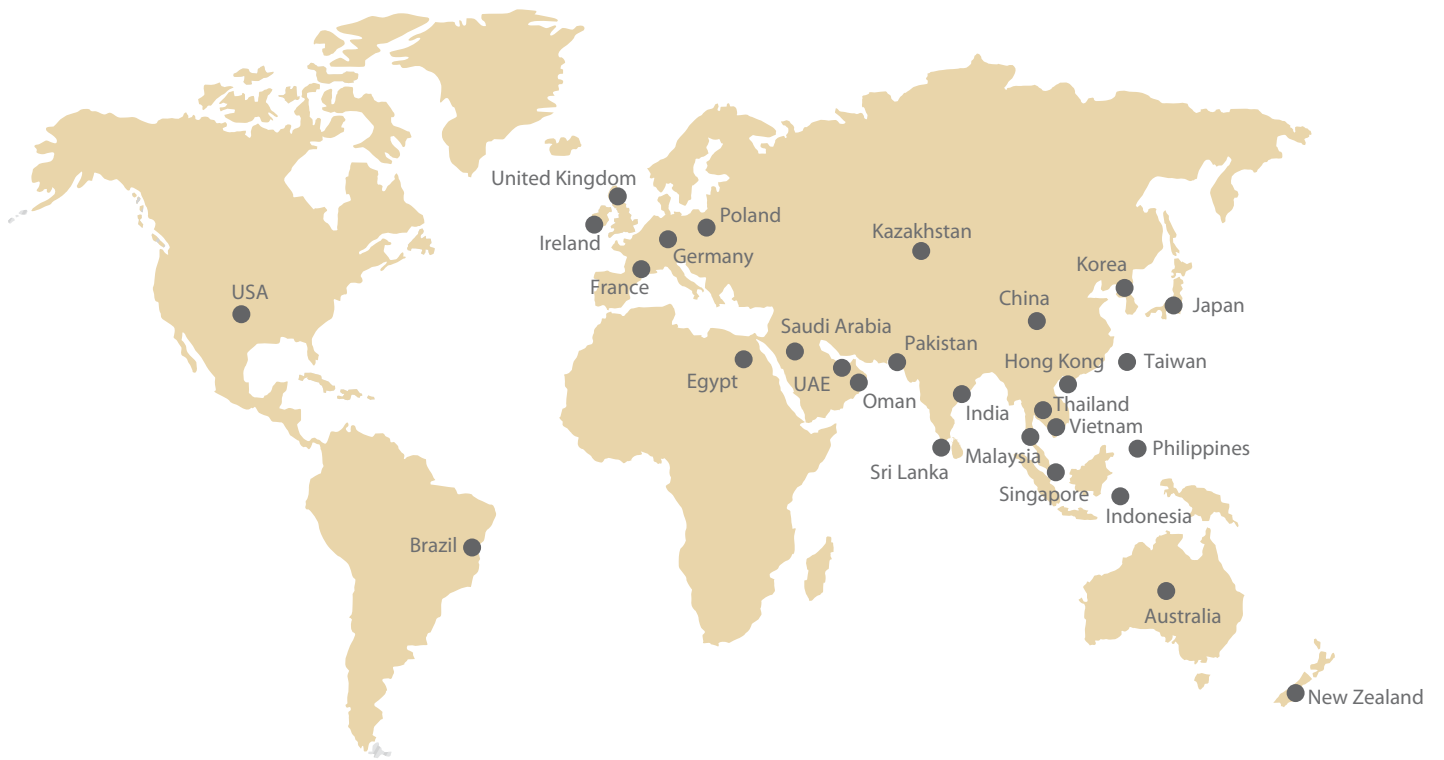 United Kingdom
Poland
Ireland
Kazakhstan
Germany
Korea
France
USA
China
Japan
Saudi Arabia
Pakistan
Hong Kong
Taiwan
Egypt
UAE
Oman
India
Thailand
Vietnam
Malaysia
Philippines
Sri Lanka
Singapore
Indonesia
Brazil
Australia
New Zealand